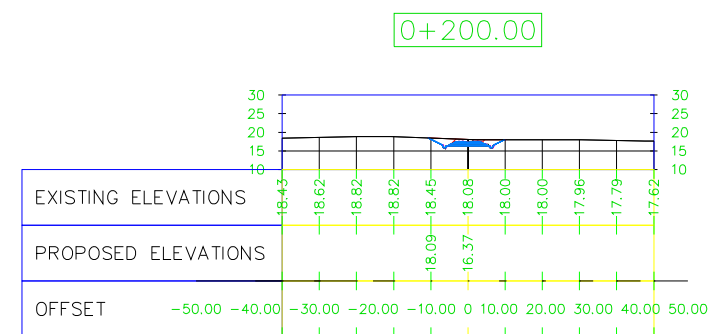 0+200.00
30 30
25 25
20 20
15 15
10 10
EXISTING ELEVATIONS 18.43 18.62 18.82 18.82 18.45 18.08 18.00 18.00 17.96 17.79 17.62
PROPOSED ELEVATIONS 18.09 16.37
OFFSET -50.00 -40.00 -30.00 -20.00 -10.00 0 10.00 20.00 30.00 40.00 50.00